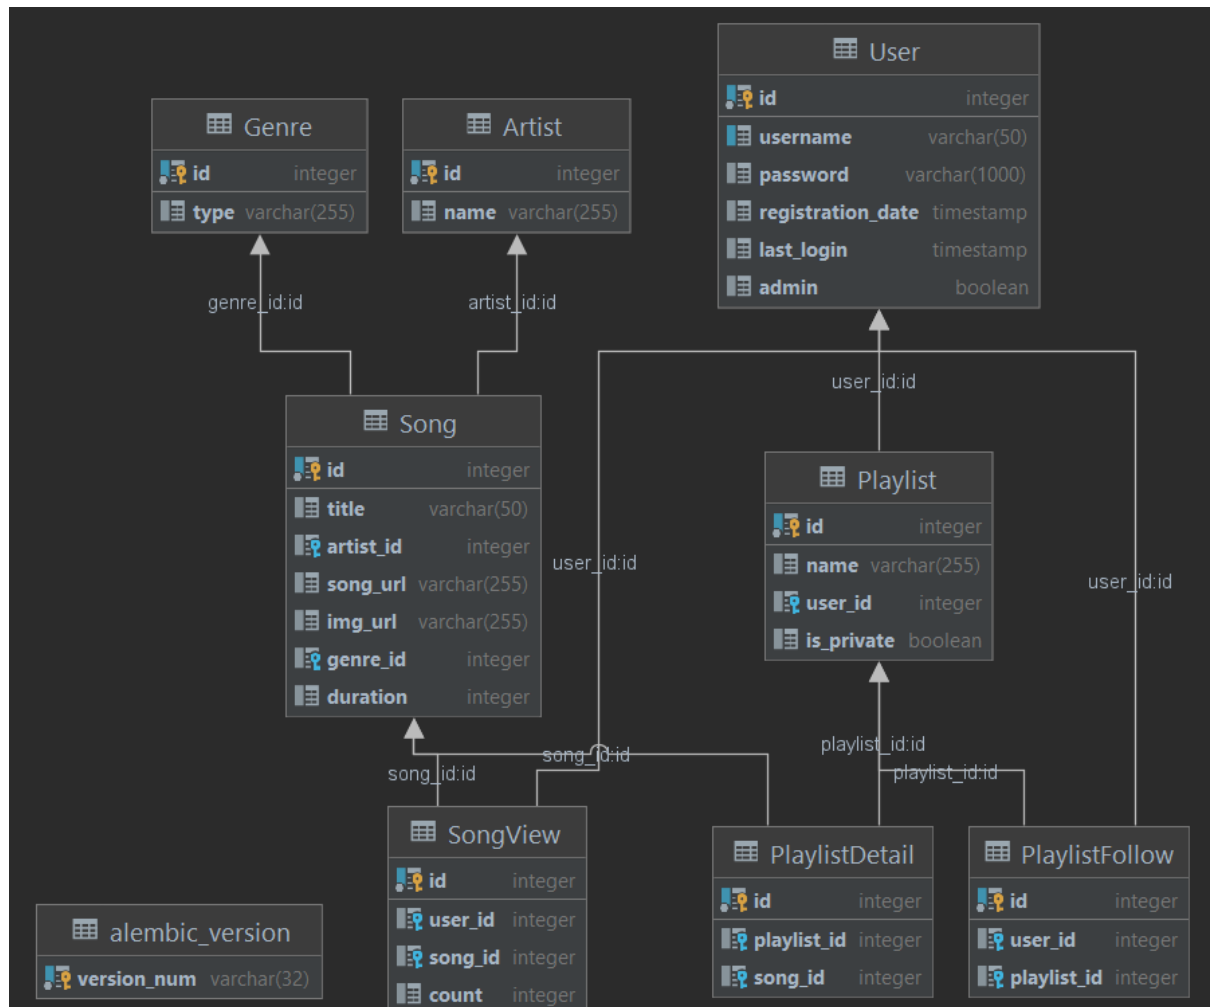 User
id integer
username varchar(50)
password varchar(1000)
registration_date timestamp
last_login timestamp
admin boolean
Genre
id integer
type varchar(255)
Artist
id integer
name varchar(255)
genre_id:id
artist_id:id
user_id:id
Song
id integer
title varchar(50)
artist_id integer
song_url varchar(255)
img_url varchar(255)
genre_id integer
duration integer
Playlist
id integer
name varchar(255)
user_id integer
is_private boolean
user_id:id
user_id:id
song_id:id
song_id:id
playlist_id:id
playlist_id:id
SongView
id integer
user_id integer
song_id integer
count integer
PlaylistDetail
id integer
playlist_id integer
song_id integer
PlaylistFollow
id integer
user_id integer
playlist_id integer
alembic_version
version_num varchar(32)